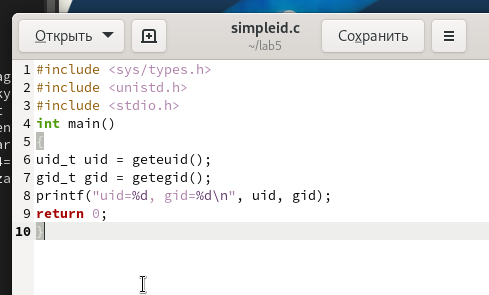 Открыть
simpleid.c
~/lab5
Сохранить
1 #include <sys/types.h>
2 #include <unistd.h>
3 #include <stdio.h>
4 int main()
5 {
6 uid_t uid = geteuid();
7 gid_t gid = getegid();
8 printf("uid=%d, gid=%d\n", uid, gid);
9 return 0;
10 }